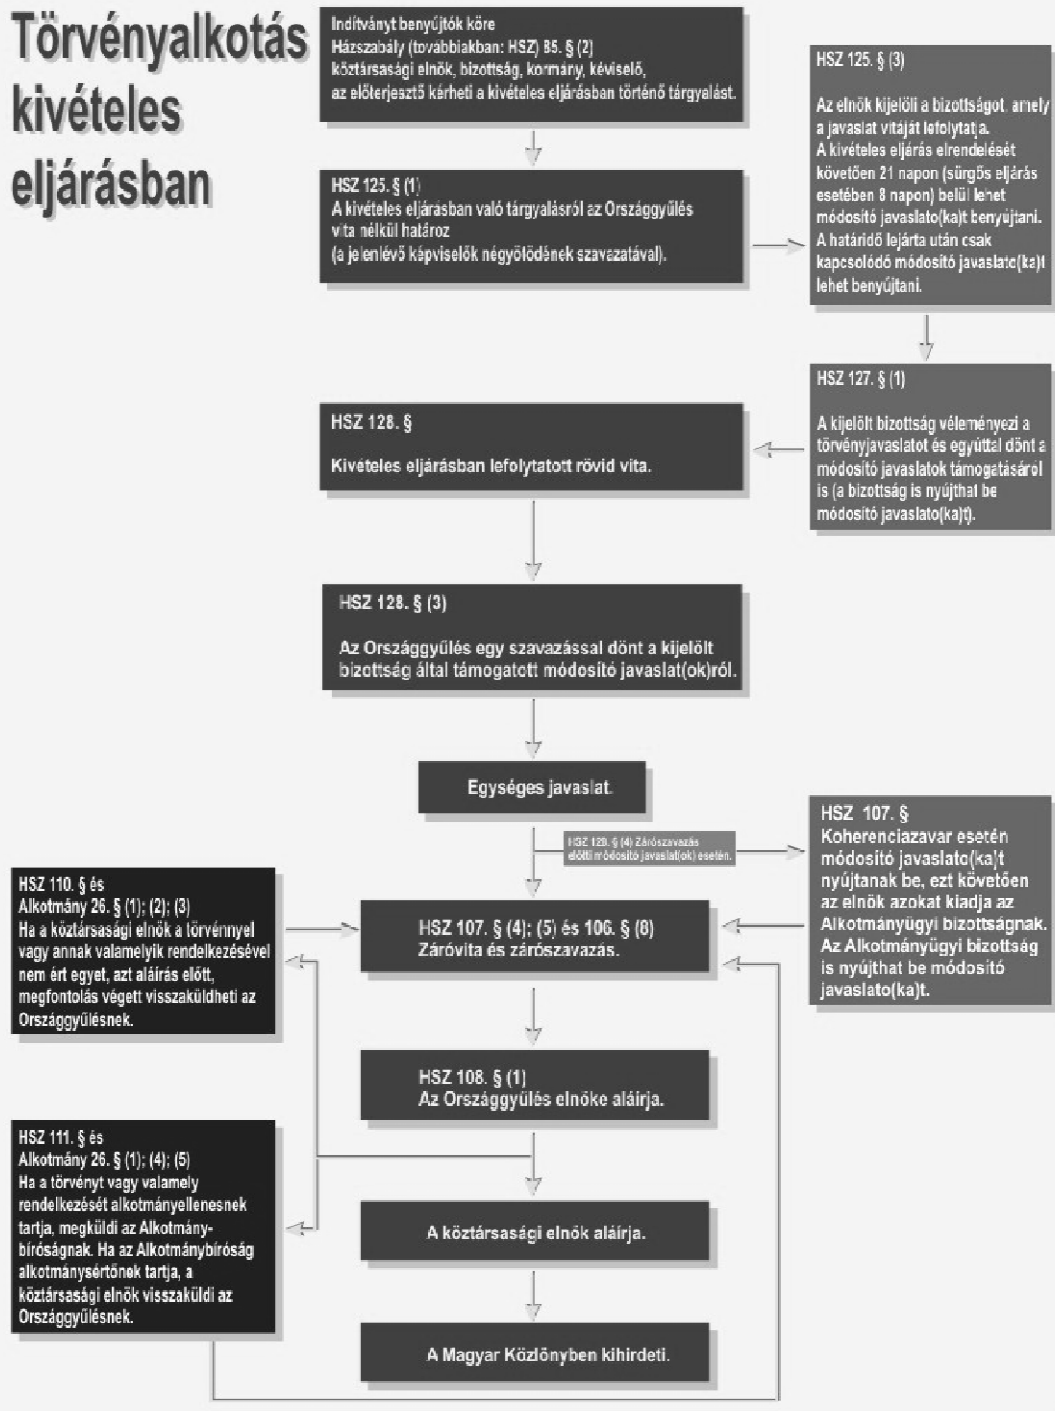 Törvényalkotás
kivételes
eljárásban
Indítványt benyújtók köre
Házszabály (továbbiakban: HSZ) 85. § (2)
köztársasági elnök, bizottság, kormány, kéviselő,
az előterjesztő kérheti a kivételes eljárásban történő tárgyalást.
HSZ 125. § (1)
A kivételes eljárásban való tárgyalásról az Országgyűlés
vita nélkül határoz
(a jelenlévő képviselők négyötödének szavazatával).
HSZ 125. § (3)
Az elnök kijelöli a bizottságot, amely
a javaslat vitáját lefolytatja.
A kivételes eljárás elrendelését
követően 21 napon (sürgős eljárás
esetében 8 napon) belül lehet
módosító javaslato(ka)t benyújtani.
A határidő lejárta után csak
kapcsolódó módosító javaslato(ka)t
lehet benyújtani.
HSZ 127. § (1)
A kijelölt bizottság véleményezi a
törvényjavaslatot és egyúttal dönt a
módosító javaslatok támogatásáról
is (a bizottság is nyújthat be
módosító javaslato(ka)t).
HSZ 128. §
Kivételes eljárásban lefolytatott rövid vita.
HSZ 128. § (3)
Az Országgyűlés egy szavazással dönt a kijelölt
bizottság által támogatott módosító javaslat(ok)ról.
Egységes javaslat.
HSZ 128. § (4) Zárószavazás
előtti módosító javaslat(ok) esetén.
HSZ 107. §
Koherenciazavar esetén
módosító javaslato(ka)t
nyújtanak be, ezt követően
az elnök azokat kiadja az
Alkotmányügyi bizottságnak.
Az Alkotmányügyi bizottság
is nyújthat be módosító
javaslato(ka)t.
HSZ 110. § és
Alkotmány 26. § (1); (2); (3)
Ha a köztársasági elnök a törvénnyel
vagy annak valamelyik rendelkezésével
nem ért egyet, azt aláírás előtt,
megfontolás végett visszaküldheti az
Országgyűlésnek.
HSZ 107. § (4); (5) és 106. § (8)
Záróvita és zárószavazás.
HSZ 108. § (1)
Az Országgyűlés elnöke aláírja.
HSZ 111. § és
Alkotmány 26. § (1); (4); (5)
Ha a törvényt vagy valamely
rendelkezését alkotmányellenesnek
tartja, megküldi az Alkotmány-
bíróságnak. Ha az Alkotmánybíróság
alkotmánysértőnek tartja, a
köztársasági elnök visszaküldi az
Országgyűlésnek.
A köztársasági elnök aláírja.
A Magyar Közlönyben kihirdeti.